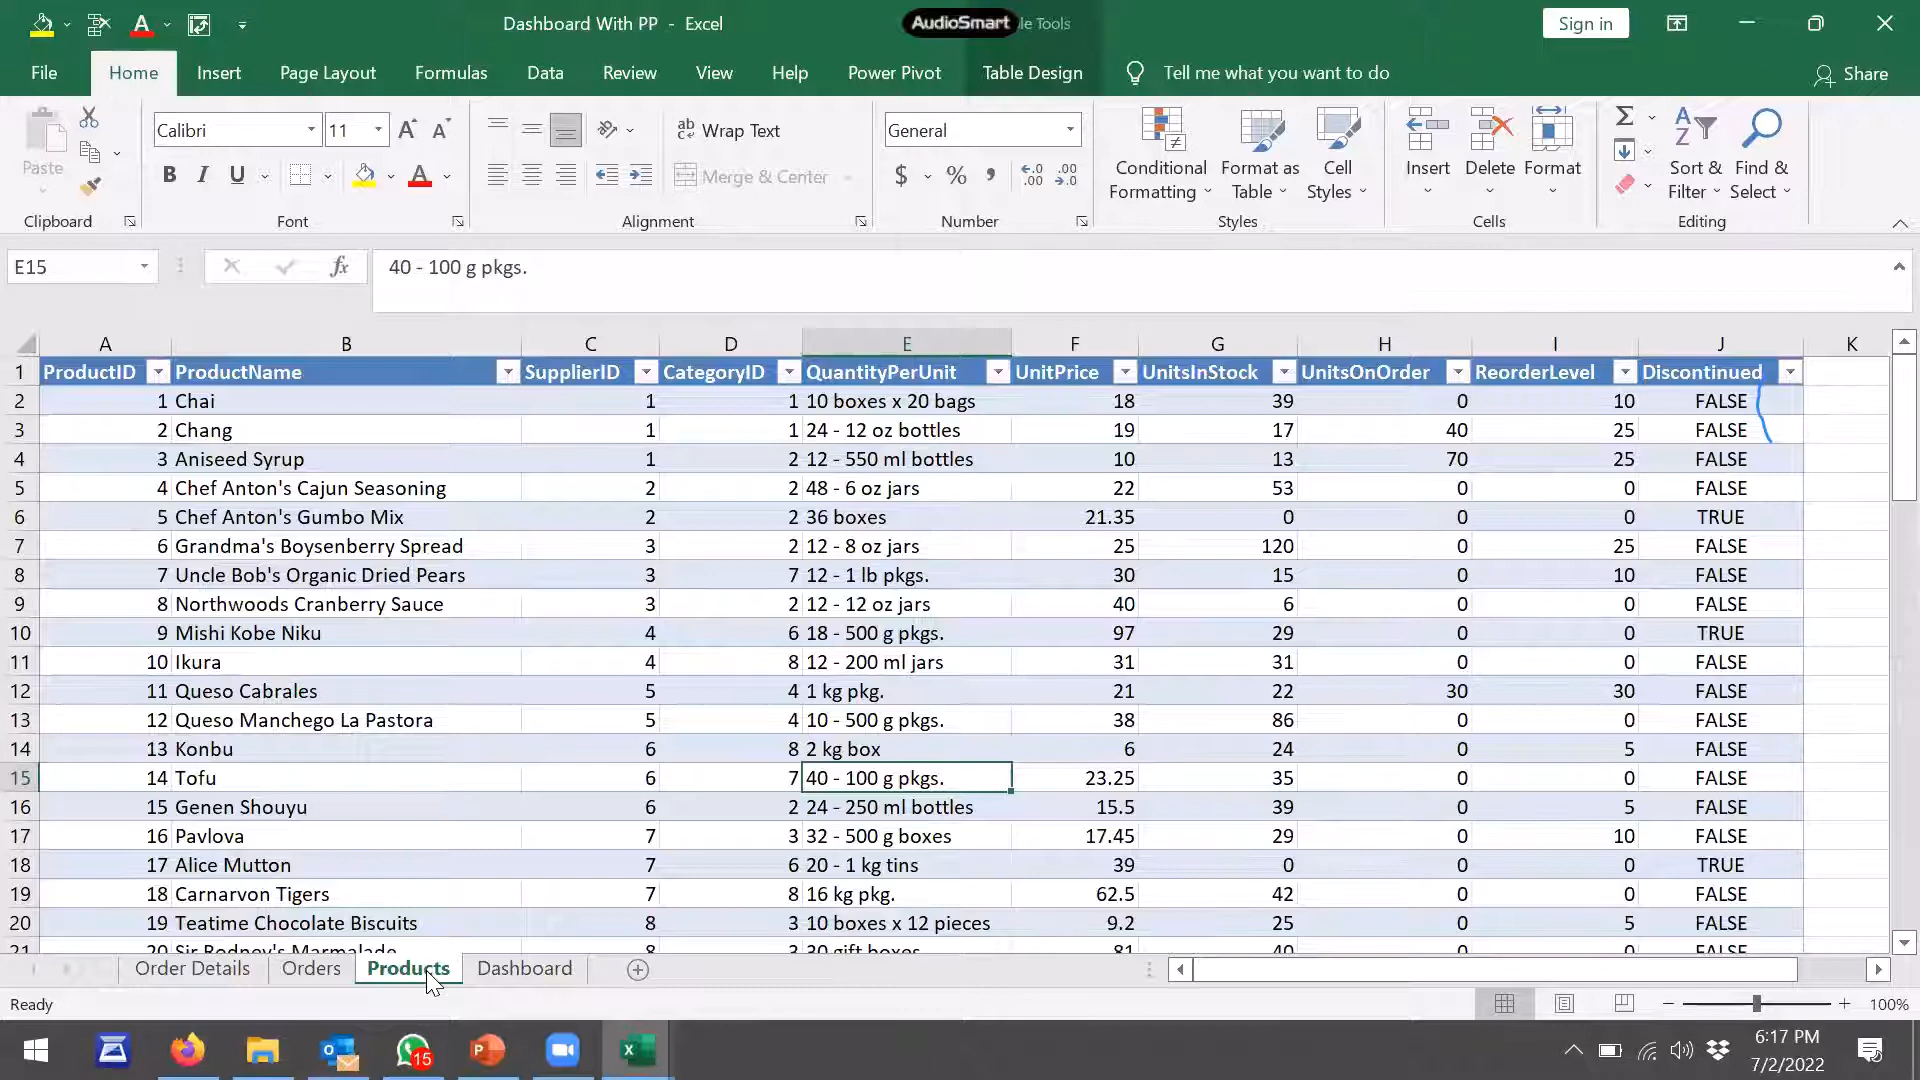 Dashboard With PP - Excel
AudioSmart
le Tools
Sign in
File Home Insert Page Layout Formulas Data Review View Help Power Pivot Table Design Tell me what you want to do Share
Calibri 11
General
Paste
B I U A
ab Wrap Text
Merge & Center
$ % ,
Conditional Formatting
Format as Table
Cell Styles
Insert
Delete
Format
Sort & Filter
Find & Select
Clipboard Font Alignment Number Styles Cells Editing
E15 fx 40 - 100 g pkgs.
A B C D E F G H I J K
1 ProductID ProductName SupplierID CategoryID QuantityPerUnit UnitPrice UnitsInStock UnitsOnOrder ReorderLevel Discontinued
2 1 Chai 1 1 10 boxes x 20 bags 18 39 0 10 FALSE
3 2 Chang 1 1 24 - 12 oz bottles 19 17 40 25 FALSE
4 3 Aniseed Syrup 1 2 12 - 550 ml bottles 10 13 70 25 FALSE
5 4 Chef Anton's Cajun Seasoning 2 2 48 - 6 oz jars 22 53 0 0 FALSE
6 5 Chef Anton's Gumbo Mix 2 2 36 boxes 21.35 0 0 0 TRUE
7 6 Grandma's Boysenberry Spread 3 2 12 - 8 oz jars 25 120 0 25 FALSE
8 7 Uncle Bob's Organic Dried Pears 3 7 12 - 1 lb pkgs. 30 15 0 10 FALSE
9 8 Northwoods Cranberry Sauce 3 2 12 - 12 oz jars 40 6 0 0 FALSE
10 9 Mishi Kobe Niku 4 6 18 - 500 g pkgs. 97 29 0 0 TRUE
11 10 Ikura 4 8 12 - 200 ml jars 31 31 0 0 FALSE
12 11 Queso Cabrales 5 4 1 kg pkg. 21 22 30 30 FALSE
13 12 Queso Manchego La Pastora 5 4 10 - 500 g pkgs. 38 86 0 0 FALSE
14 13 Konbu 6 8 2 kg box 6 24 0 5 FALSE
15 14 Tofu 6 7 40 - 100 g pkgs. 23.25 35 0 0 FALSE
16 15 Genen Shouyu 6 2 24 - 250 ml bottles 15.5 39 0 5 FALSE
17 16 Pavlova 7 3 32 - 500 g boxes 17.45 29 0 10 FALSE
18 17 Alice Mutton 7 6 20 - 1 kg tins 39 0 0 0 TRUE
19 18 Carnarvon Tigers 7 8 16 kg pkg. 62.5 42 0 0 FALSE
20 19 Teatime Chocolate Biscuits 8 3 10 boxes x 12 pieces 9.2 25 0 5 FALSE
21 20 Sir Rodney's Marmalade 8 3 30 gift boxes 81 40 0 0 FALSE
Order Details Orders Products Dashboard
Ready 100%
15
6:17 PM
7/2/2022